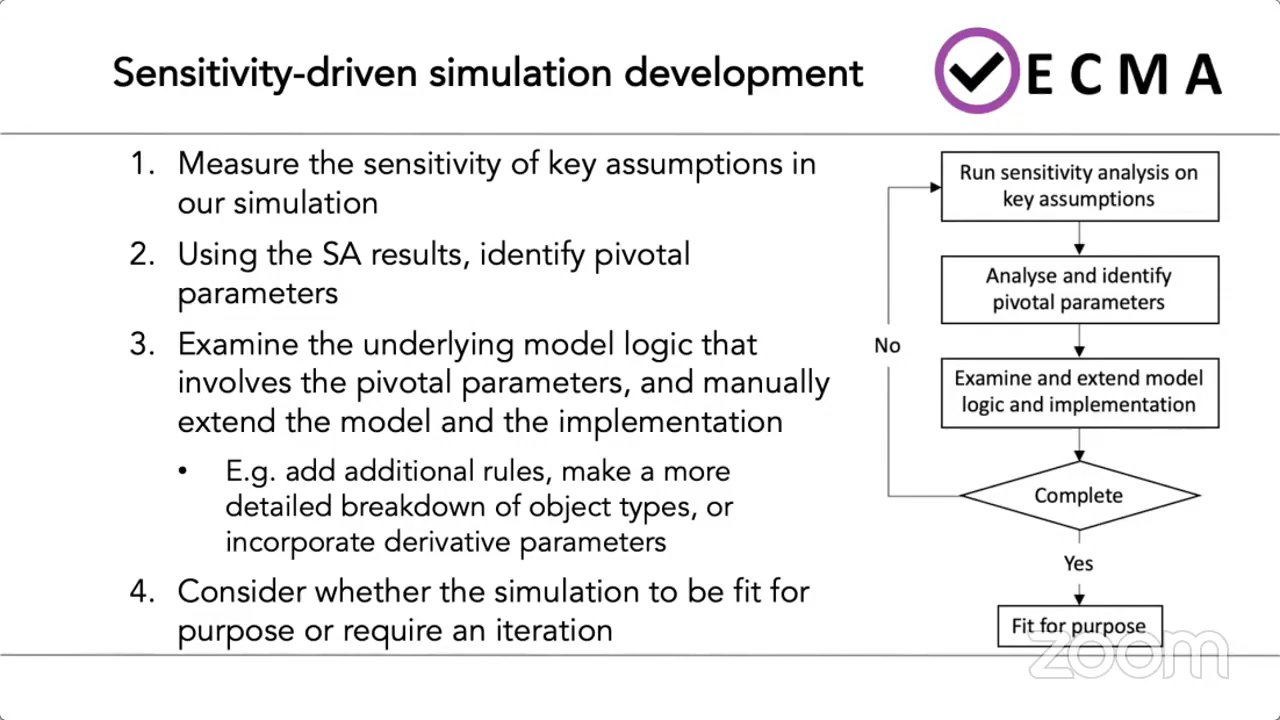 Sensitivity-driven simulation development
ECMA
1. Measure the sensitivity of key assumptions in
our simulation
2. Using the SA results, identify pivotal
parameters
3. Examine the underlying model logic that
involves the pivotal parameters, and manually
extend the model and the implementation
• E.g. add additional rules, make a more
detailed breakdown of object types, or
incorporate derivative parameters
4. Consider whether the simulation to be fit for
purpose or require an iteration
Run sensitivity analysis on
key assumptions
Analyse and identify
pivotal parameters
No
Examine and extend model
logic and implementation
Complete
Yes
Fit for purpose
zoom